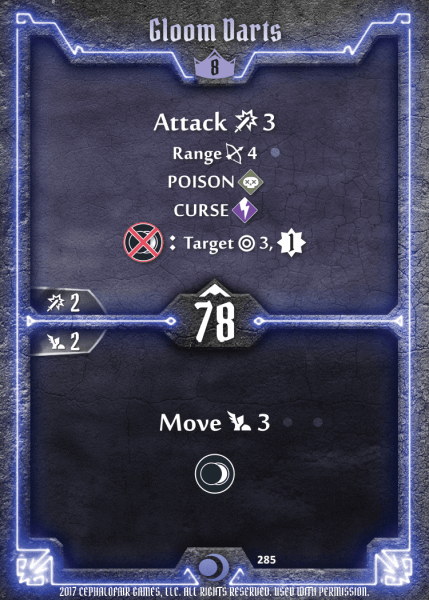 Gloom Darts
8
Attack 3
Range 4
POISON
CURSE
: Target 3, 1
2
78
2
Move 3
285
2017 CEPHALOFAIR GAMES, LLC. ALL RIGHTS RESERVED. USED WITH PERMISSION.